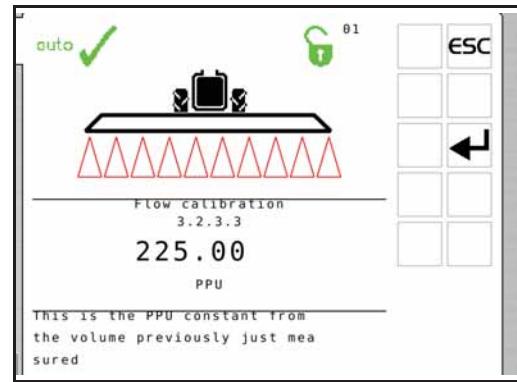 auto
01
ESC
Flow calibration
3.2.3.3
225.00
PPU
This is the PPU constant from
the volume previously just mea
sured